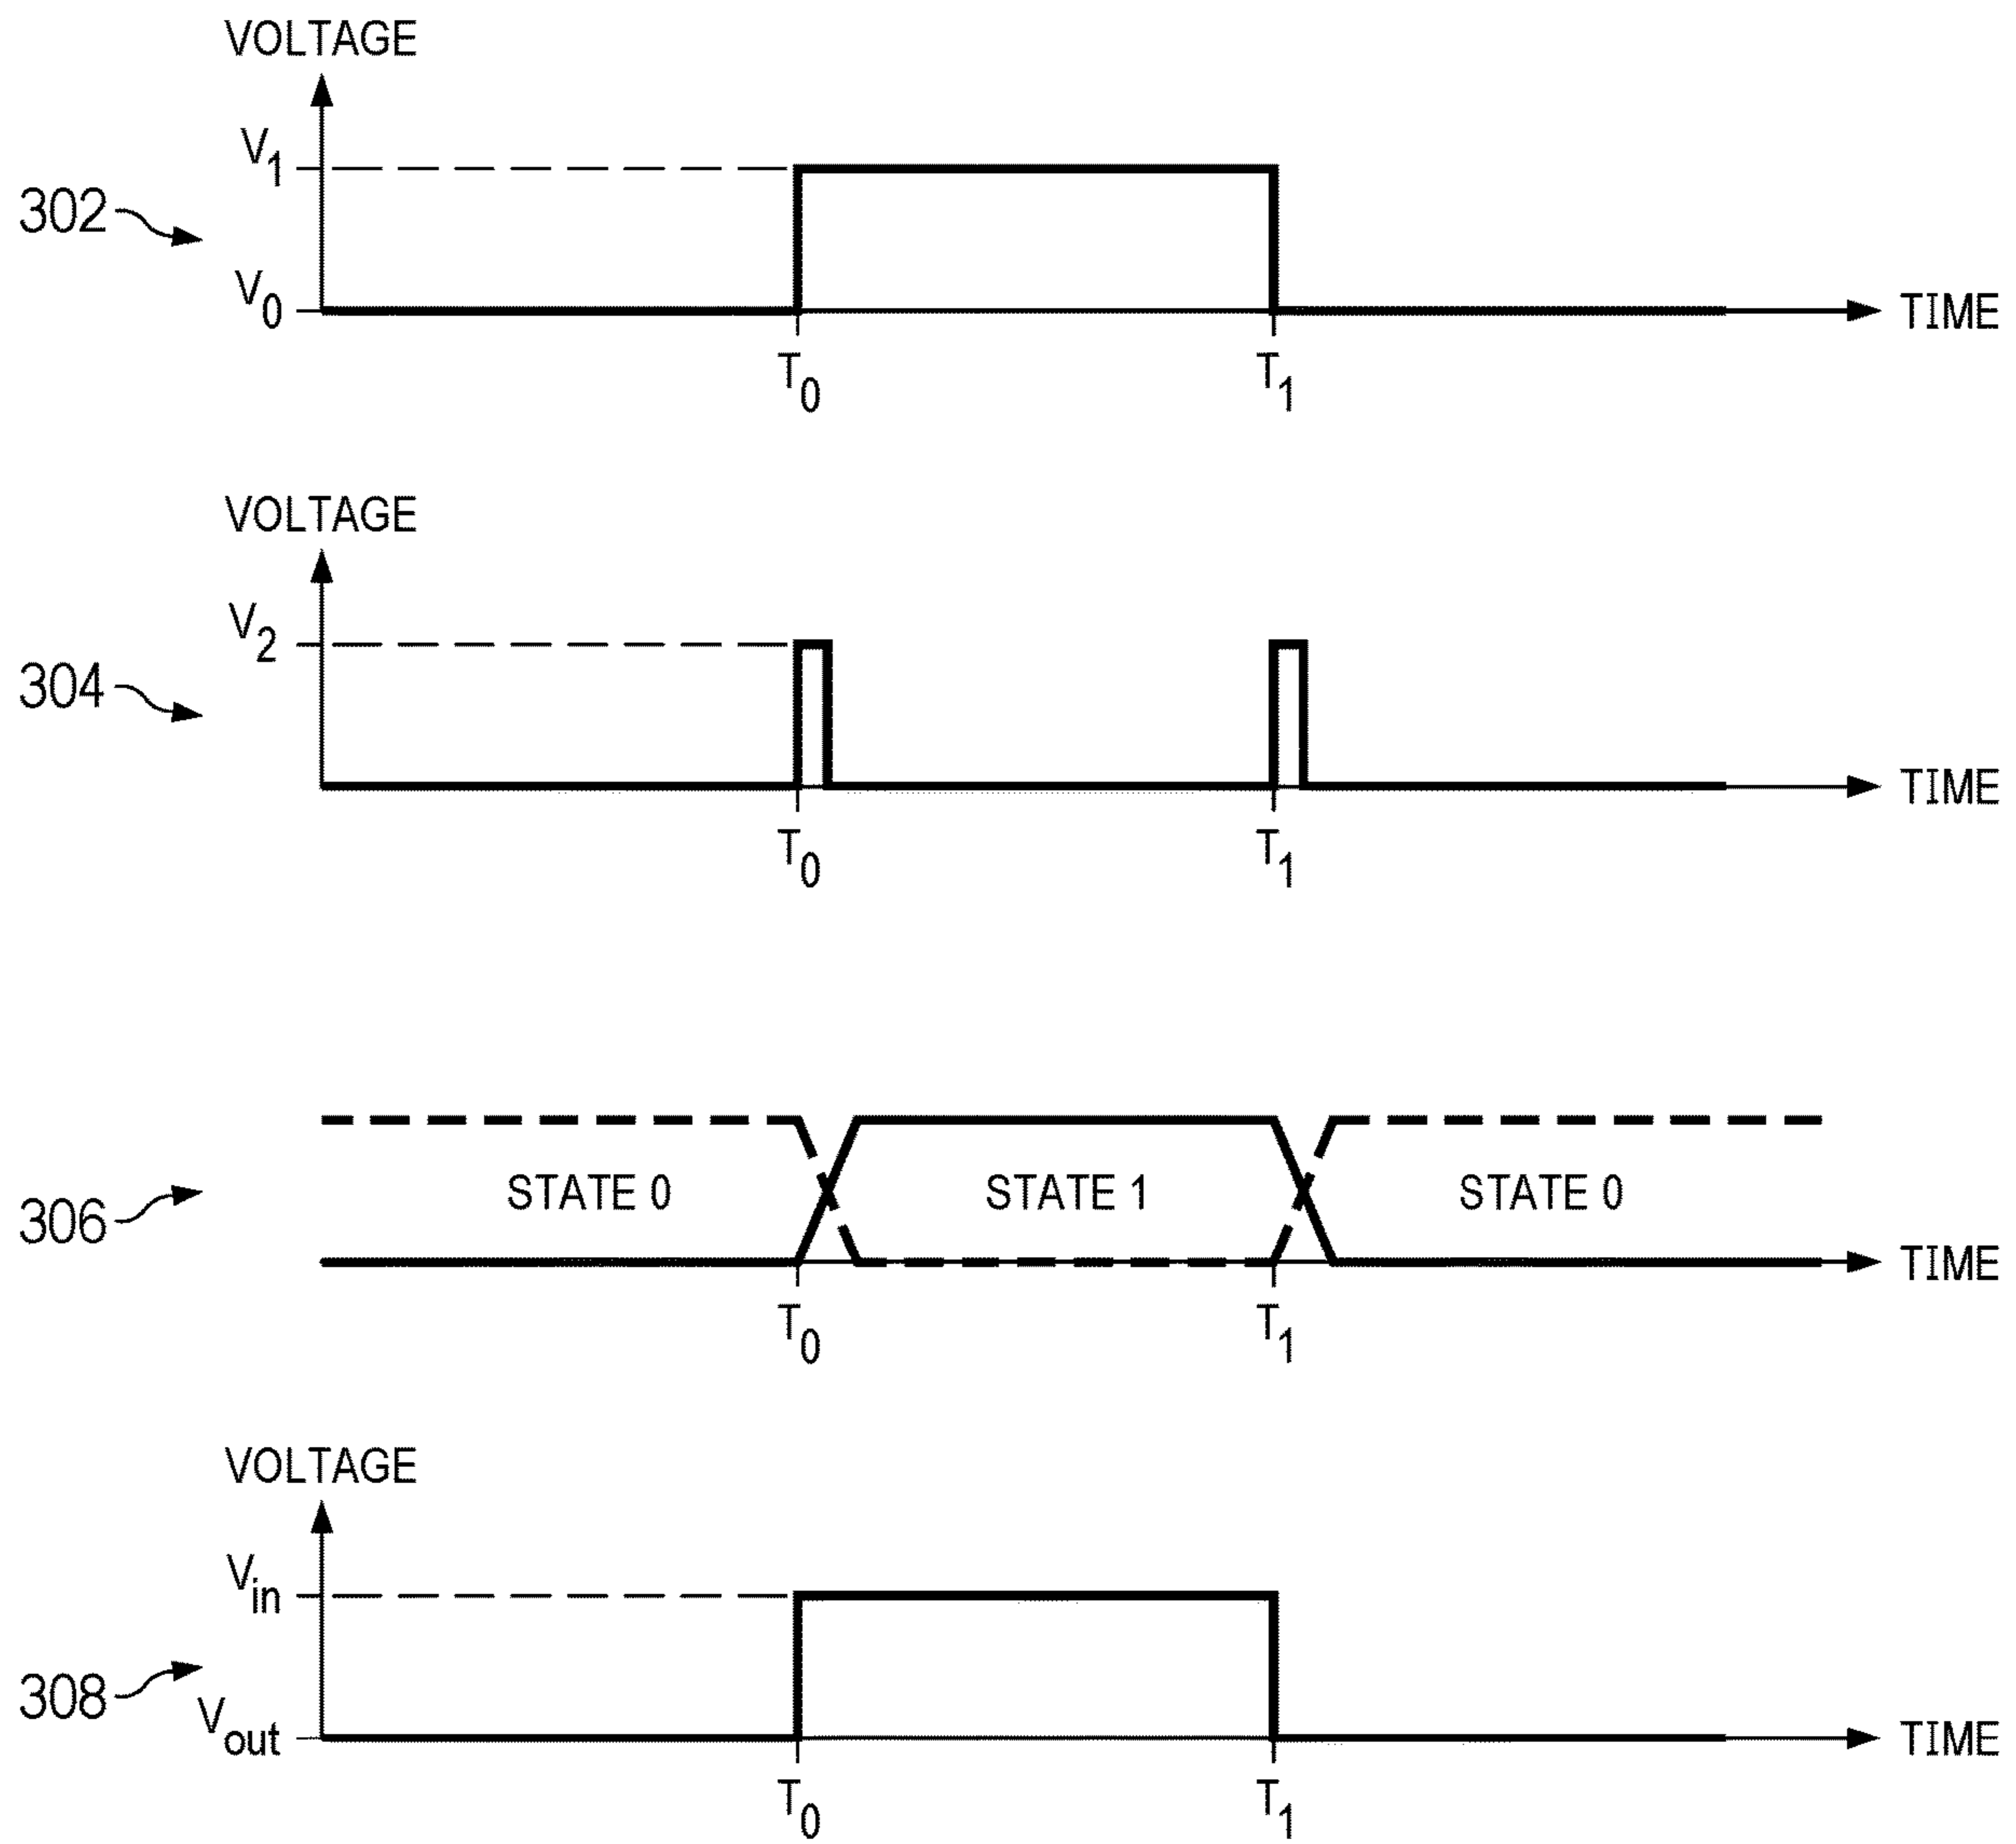 VOLTAGE
V1
302
V0
TIME
T0 T1
VOLTAGE
V2
304
TIME
T0 T1
STATE 0 STATE 1 STATE 0
306
TIME
T0 T1
VOLTAGE
Vin
308
Vout
TIME
T0 T1